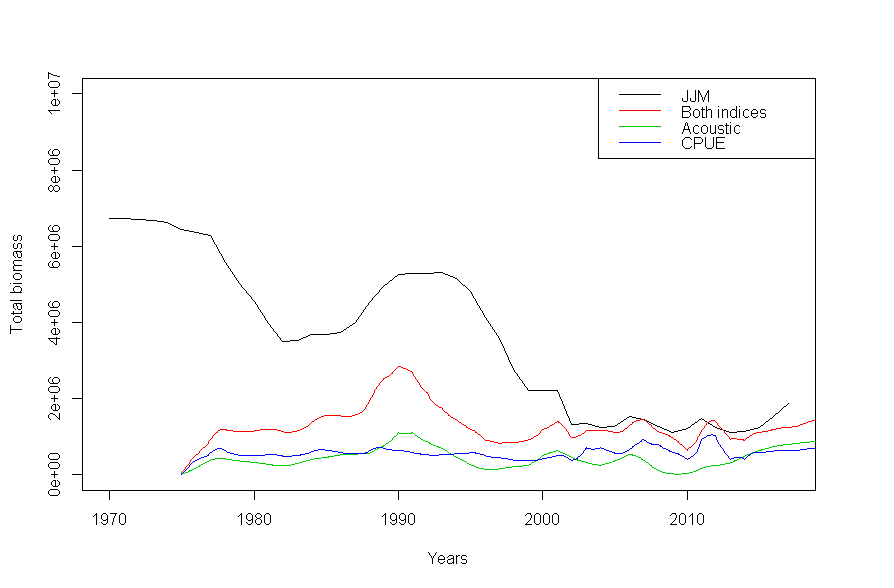 1e+07
8e+06
6e+06
4e+06
2e+06
0e+00
Total biomass
JJM
Both indices
Acoustic
CPUE
1970 1980 1990 2000 2010
Years